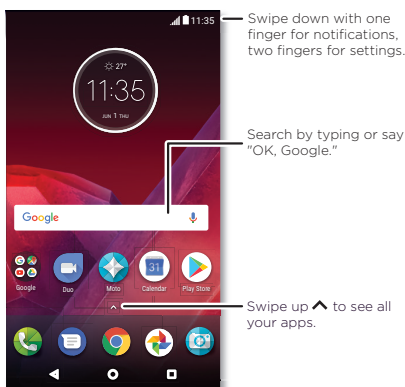 11:35
Swipe down with one
finger for notifications,
two fingers for settings.
27°
11:35
JUN 1 THU
Search by typing or say
"OK, Google."
Google
31
Google Duo Moto Calendar Play Store
Swipe up ^ to see all
your apps.